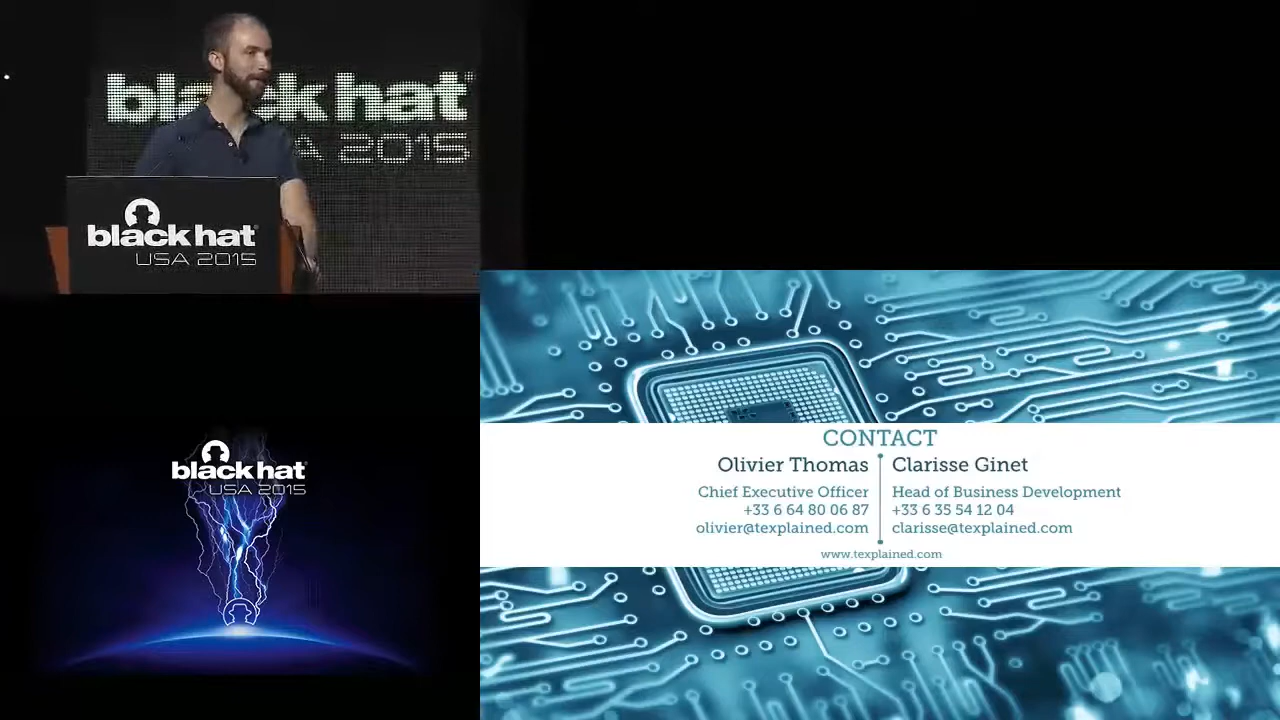 black hat
USA 2015
black hat
USA 2015
black hat
USA 2015
CONTACT
Olivier Thomas
Chief Executive Officer
+33 6 64 80 06 87
olivier@texplained.com
Clarisse Ginet
Head of Business Development
+33 6 35 54 12 04
clarisse@texplained.com
www.texplained.com